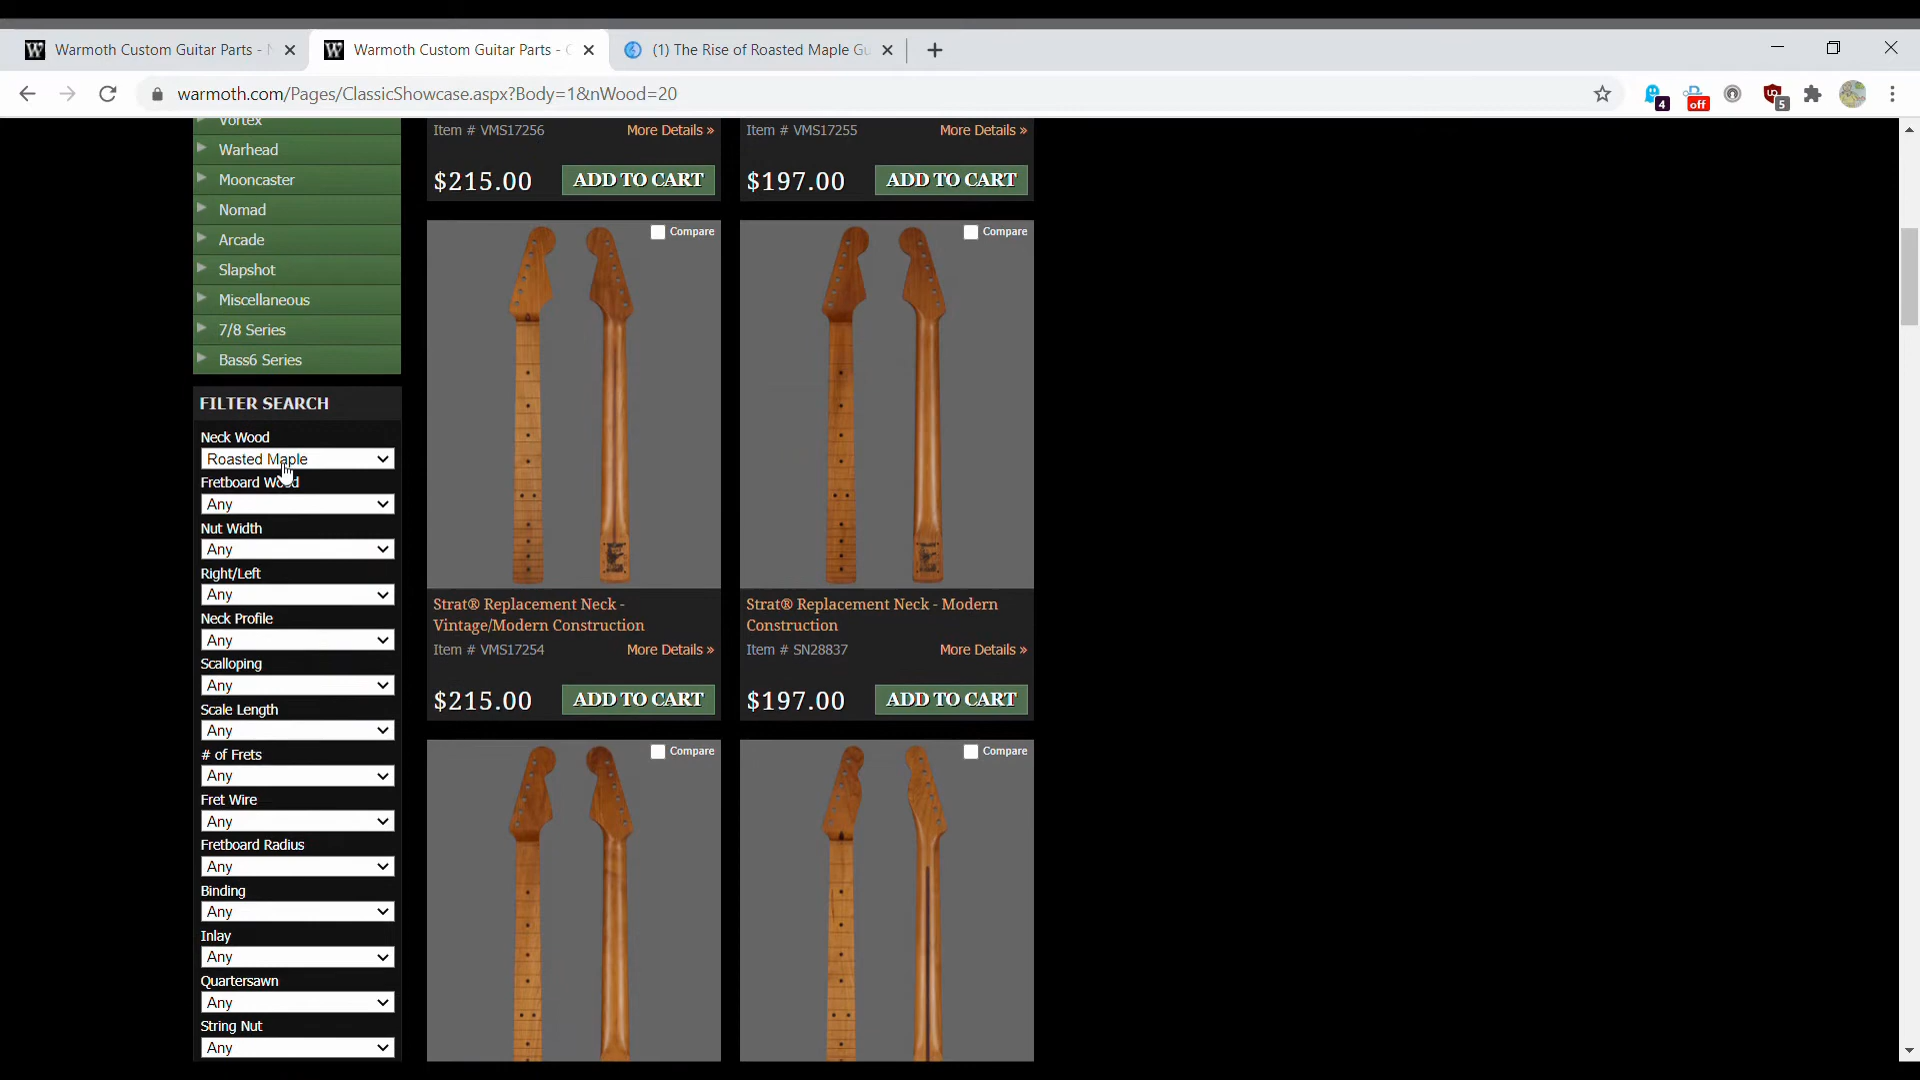 Warmoth Custom Guitar Parts -
Warmoth Custom Guitar Parts -
(1) The Rise of Roasted Maple Gu
warmoth.com/Pages/ClassicShowcase.aspx?Body=1&nWood=20
4
off
5
Vortex
Warhead
Mooncaster
Nomad
Arcade
Slapshot
Miscellaneous
7/8 Series
Bass6 Series
FILTER SEARCH
Neck Wood
Roasted Maple
Fretboard Wood
Any
Nut Width
Any
Right/Left
Any
Neck Profile
Any
Scalloping
Any
Scale Length
Any
# of Frets
Any
Fret Wire
Any
Fretboard Radius
Any
Binding
Any
Inlay
Any
Quartersawn
Any
String Nut
Any
Item # VMS17256 More Details »
$215.00 ADD TO CART
Item # VMS17255 More Details »
$197.00 ADD TO CART
Compare
Strat® Replacement Neck -
Vintage/Modern Construction
Item # VMS17254 More Details »
$215.00 ADD TO CART
Compare
Strat® Replacement Neck - Modern
Construction
Item # SN28837 More Details »
$197.00 ADD TO CART
Compare
Compare